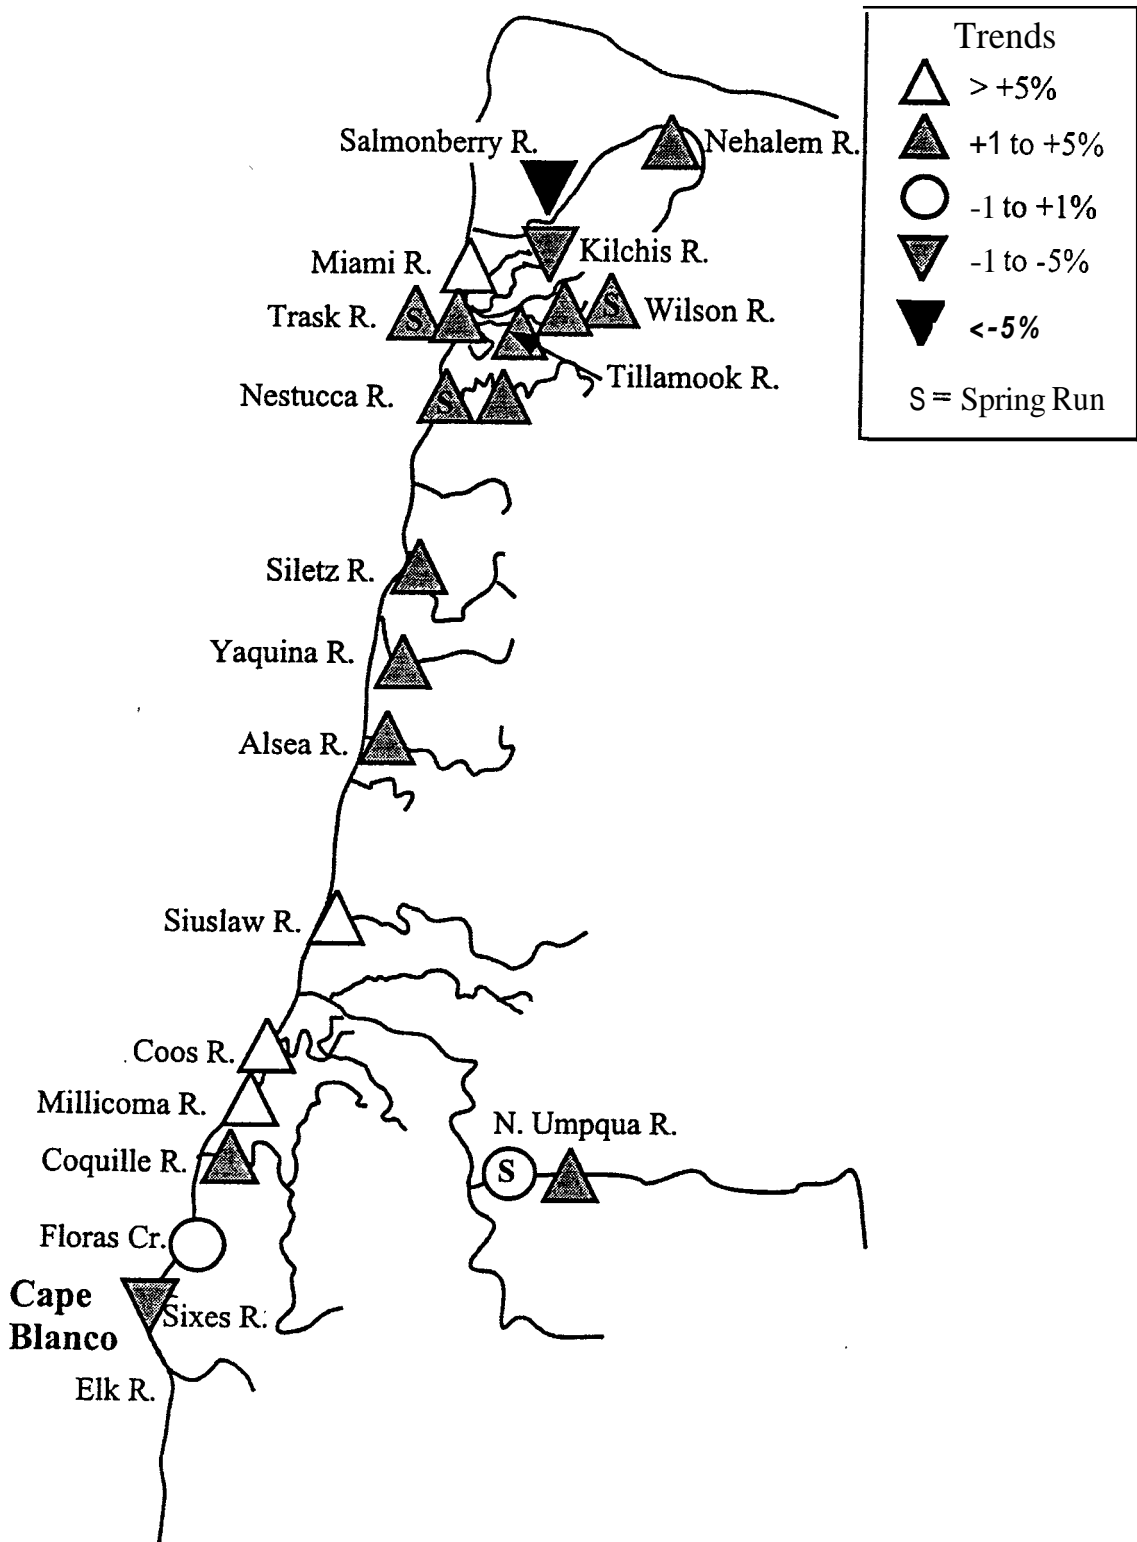 Trends
> +5%
+1 to +5%
-1 to +1%
-1 to -5%
<-5%
S = Spring Run
Salmonberry R.
Nehalem R.
Miami R.
Kilchis R.
Trask R.
S
S
Wilson R.
Tillamook R.
Nestucca R.
S
Siletz R.
Yaquina R.
Alsea R.
Siuslaw R.
Coos R.
Millicoma R.
N. Umpqua R.
Coquille R.
S
Floras Cr.
Cape
Blanco
Sixes R.
Elk R.